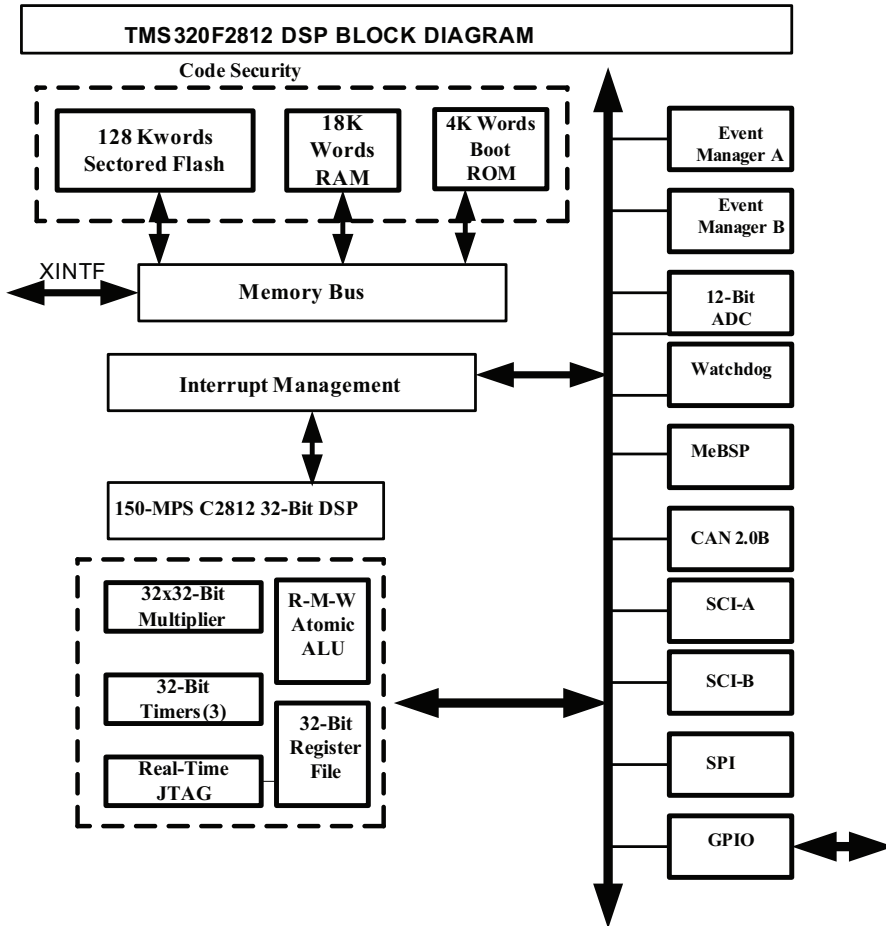 TMS320F2812 DSP BLOCK DIAGRAM
Code Security
128 Kwords
Sectored Flash
18K
Words
RAM
4K Words
Boot
ROM
XINTF
Memory Bus
Interrupt Management
150-MPS C2812 32-Bit DSP
32x32-Bit
Multiplier
R-M-W
Atomic
ALU
32-Bit
Timers(3)
32-Bit
Register
File
Real-Time
JTAG
Event
Manager A
Event
Manager B
12-Bit
ADC
Watchdog
MeBSP
CAN 2.0B
SCI-A
SCI-B
SPI
GPIO